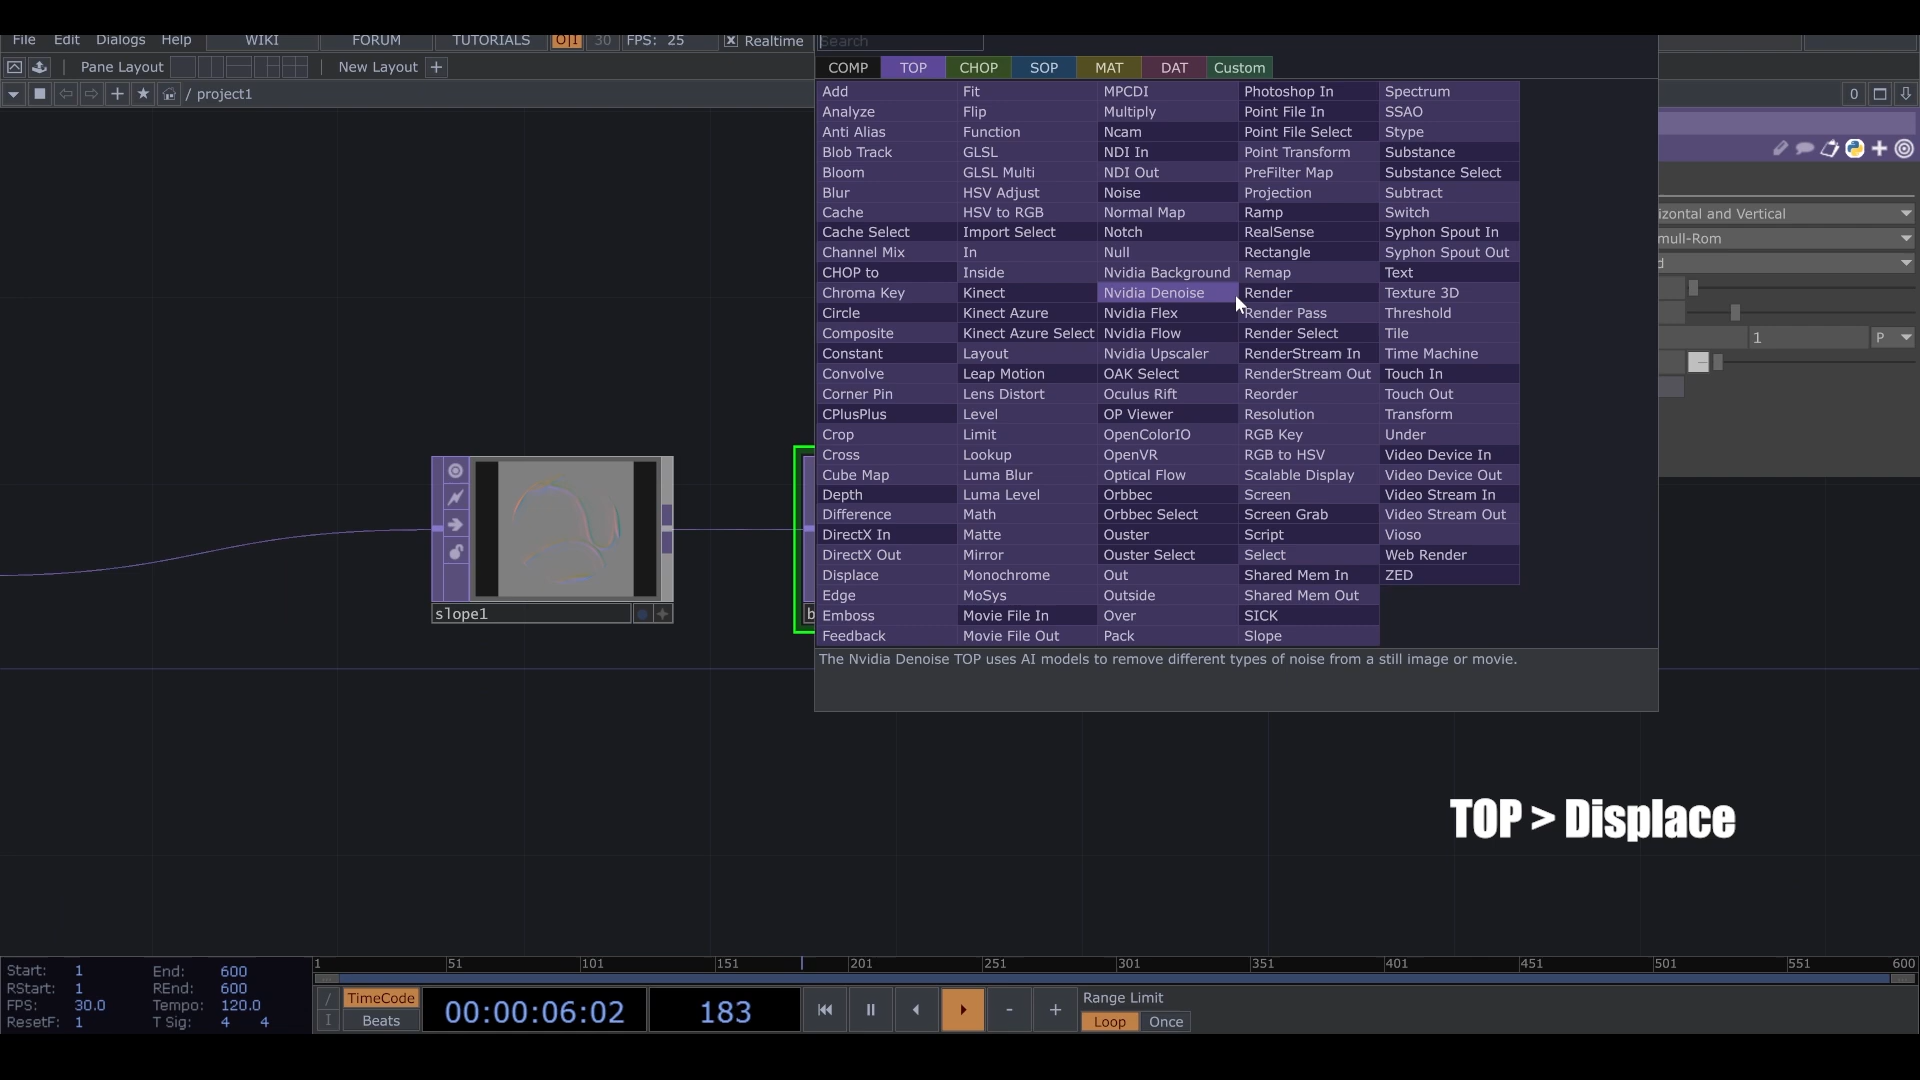 File Edit Dialogs Help WIKI FORUM TUTORIALS O|I 30 FPS: 25 Realtime Search
Pane Layout New Layout + COMP TOP CHOP SOP MAT DAT Custom
/ project1 0
Add Fit MPCDI Photoshop In Spectrum
Analyze Flip Multiply Point File In SSAO
Anti Alias Function Ncam Point File Select Stype
Blob Track GLSL NDI In Point Transform Substance
Bloom GLSL Multi NDI Out PreFilter Map Substance Select
Blur HSV Adjust Noise Projection Subtract
Cache HSV to RGB Normal Map Ramp Switch izontal and Vertical
Cache Select Import Select Notch RealSense Syphon Spout In mull-Rom
Channel Mix In Null Rectangle Syphon Spout Out d
CHOP to Inside Nvidia Background Remap Text
Chroma Key Kinect Nvidia Denoise Render Texture 3D
Circle Kinect Azure Nvidia Flex Render Pass Threshold
Composite Kinect Azure Select Nvidia Flow Render Select Tile 1 P
Constant Layout Nvidia Upscaler RenderStream In Time Machine
Convolve Leap Motion OAK Select RenderStream Out Touch In
Corner Pin Lens Distort Oculus Rift Reorder Touch Out
CPlusPlus Level OP Viewer Resolution Transform
Crop Limit OpenColorIO RGB Key Under
Cross Lookup OpenVR RGB to HSV Video Device In
Cube Map Luma Blur Optical Flow Scalable Display Video Device Out
Depth Luma Level Orbbec Screen Video Stream In
Difference Math Orbbec Select Screen Grab Video Stream Out
DirectX In Matte Ouster Script Vioso
DirectX Out Mirror Ouster Select Select Web Render
Displace Monochrome Out Shared Mem In ZED
Edge MoSys Outside Shared Mem Out
Emboss Movie File In Over SICK
Feedback Movie File Out Pack Slope
slope1 b
The Nvidia Denoise TOP uses AI models to remove different types of noise from a still image or movie.
TOP > Displace
1 51 101 151 201 251 301 351 401 451 501 551 600
Start: 1 End: 600
RStart: 1 REnd: 600
FPS: 30.0 Tempo: 120.0
ResetF: 1 T Sig: 4 4
/ TimeCode 00:00:06:02 183 - + Range Limit
I Beats Loop Once